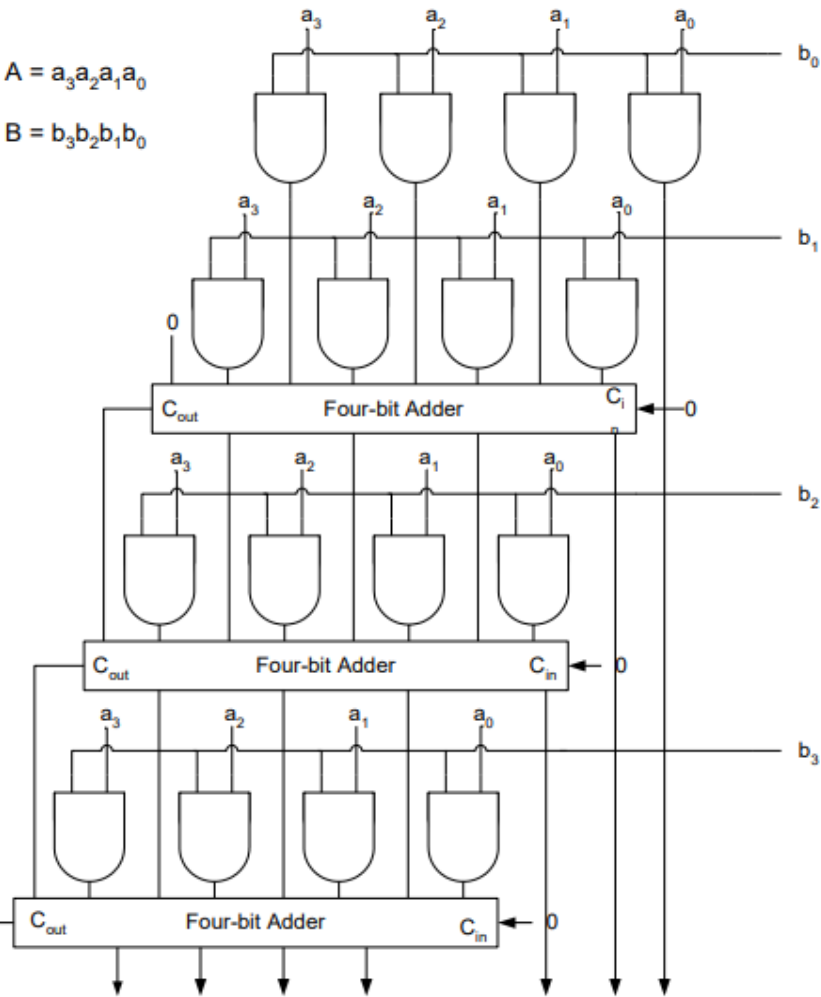 a₃ a₂ a₁ a₀
b₀
A = a₃a₂a₁a₀
B = b₃b₂b₁b₀
a₃ a₂ a₁ a₀
b₁
0
Cᵢₙ
Cout Four-bit Adder 0
a₃ a₂ a₁ a₀
b₂
Cout Four-bit Adder Cin 0
a₃ a₂ a₁ a₀
b₃
Cout Four-bit Adder Cin 0